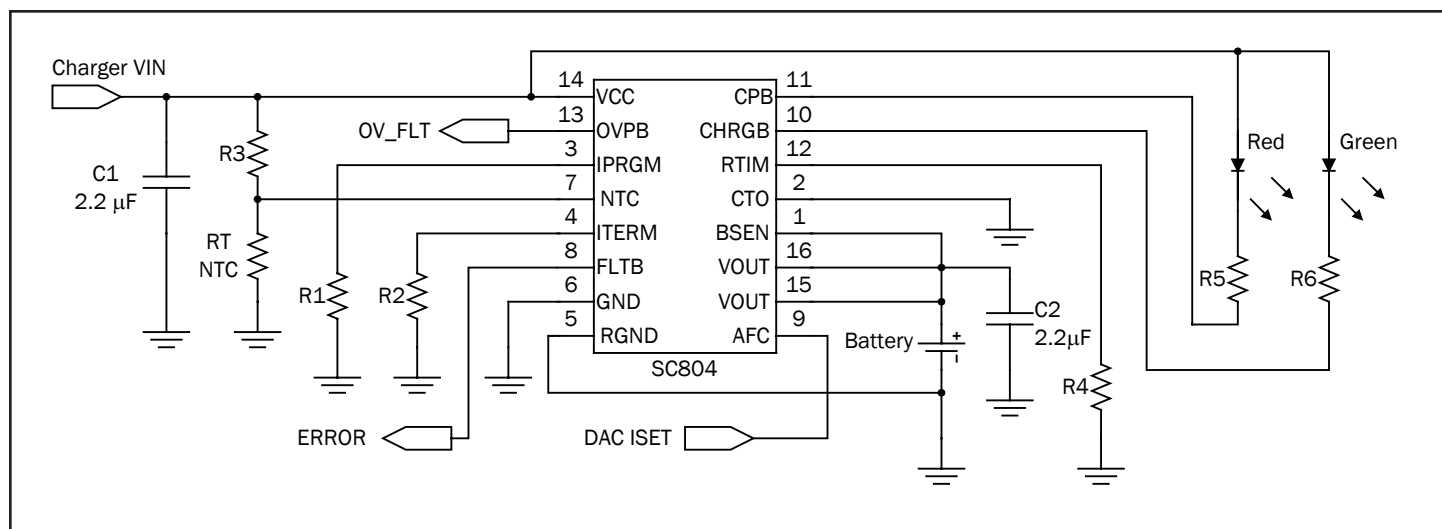 Charger VIN
14
VCC
CPB
11
OV_FLT
13
OVPB
CHRGB
10
Red
Green
R3
3
IPRGM
RTIM
12
C1
2.2 µF
7
NTC
CTO
2
RT
NTC
4
ITERM
BSEN
1
R1
R2
8
FLTB
VOUT
16
R5
R6
6
GND
VOUT
15
C2
2.2µF
5
RGND
AFC
9
Battery
+
SC804
R4
ERROR
DAC ISET